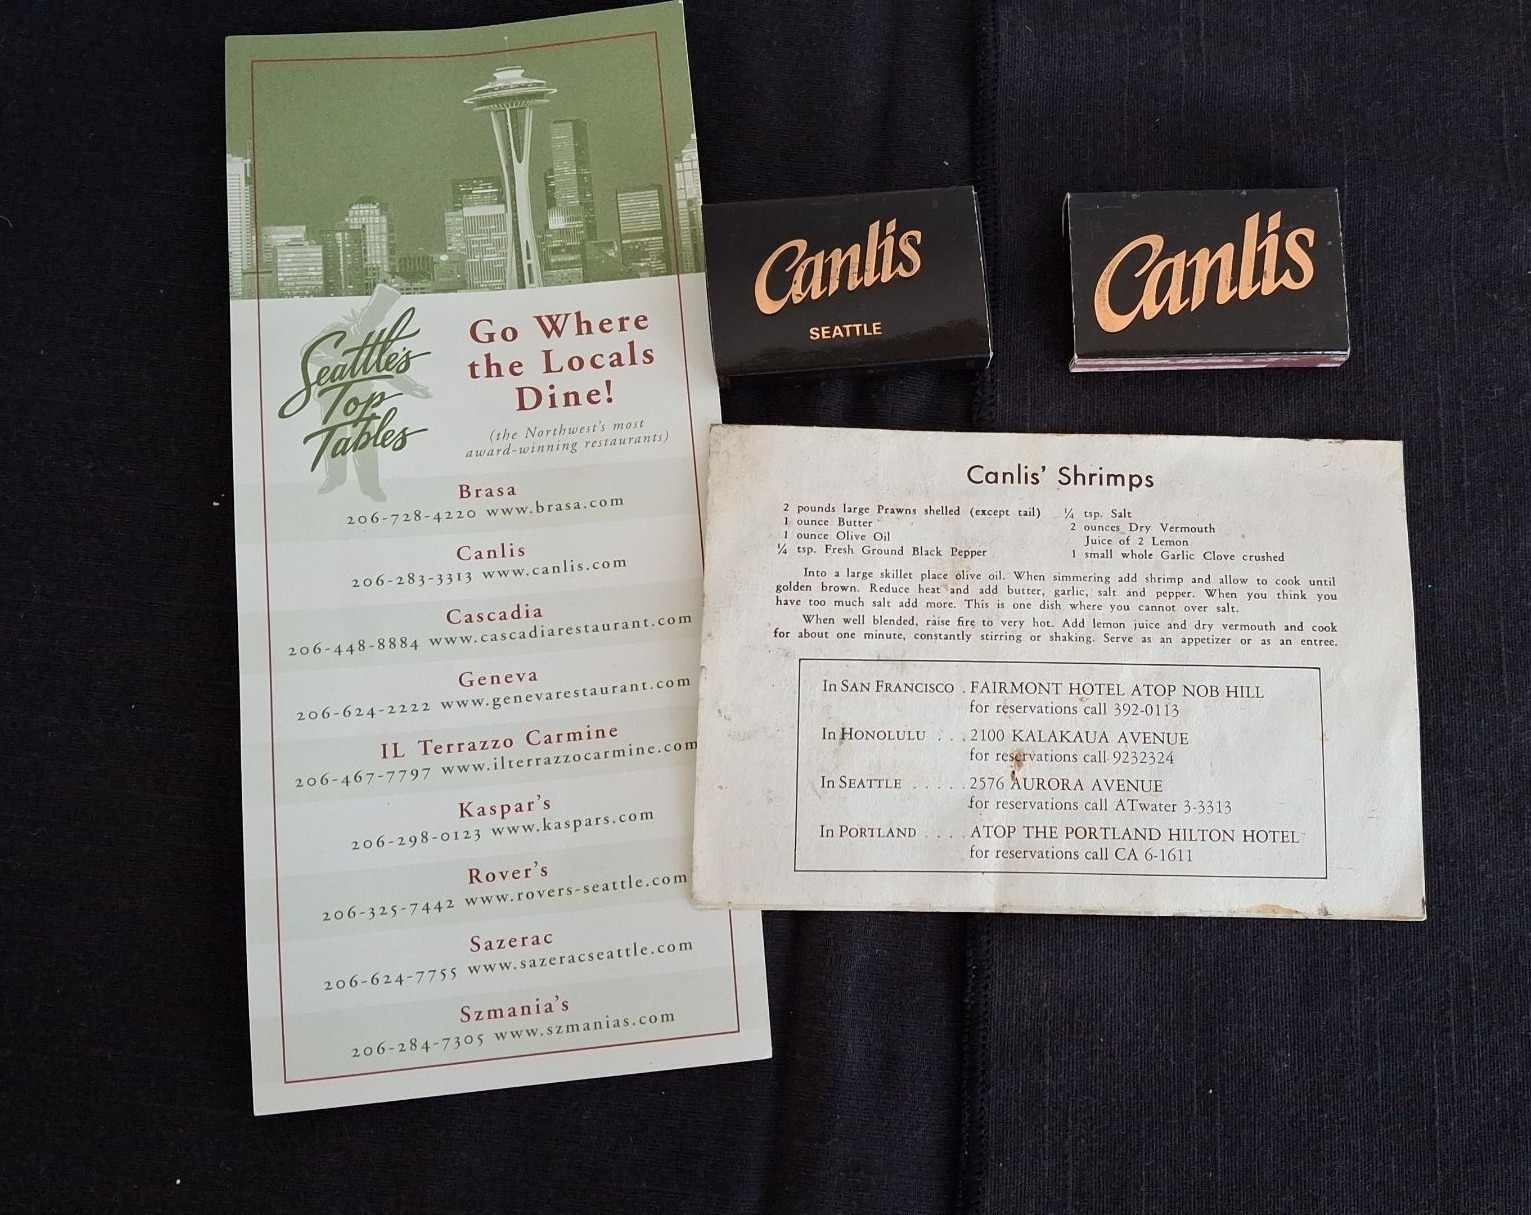 Seattle's
Top
Tables
Go Where
the Locals
Dine!
(the Northwest's most
award-winning restaurants)
Brasa
206-728-4220 www.brasa.com
Canlis
206-283-3313 www.canlis.com
Cascadia
206-448-8884 www.cascadiarestaurant.com
Geneva
206-624-2222 www.genevarestaurant.com
IL Terrazzo Carmine
206-467-7797 www.ilterrazzocarmine.com
Kaspar's
206-298-0123 www.kaspars.com
Rover's
206-325-7442 www.rovers-seattle.com
Sazerac
206-624-7755 www.sazeracseattle.com
Szmania's
206-284-7305 www.szmanias.com
Canlis
SEATTLE
Canlis
Canlis' Shrimps
2 pounds large Prawns shelled (except tail)
1 ounce Butter
1 ounce Olive Oil
¼ tsp. Fresh Ground Black Pepper
¼ tsp. Salt
2 ounces Dry Vermouth
Juice of 2 Lemon
1 small whole Garlic Clove crushed
Into a large skillet place olive oil. When simmering add shrimp and allow to cook until
golden brown. Reduce heat and add butter, garlic, salt and pepper. When you think you
have too much salt add more. This is one dish where you cannot over salt.
When well blended, raise fire to very hot. Add lemon juice and dry vermouth and cook
for about one minute, constantly stirring or shaking. Serve as an appetizer or as an entree.
In SAN FRANCISCO . FAIRMONT HOTEL ATOP NOB HILL
for reservations call 392-0113
In HONOLULU . . . 2100 KALAKAUA AVENUE
for reservations call 9232324
In SEATTLE . . . . . 2576 AURORA AVENUE
for reservations call ATwater 3-3313
In PORTLAND . . . . ATOP THE PORTLAND HILTON HOTEL
for reservations call CA 6-1611